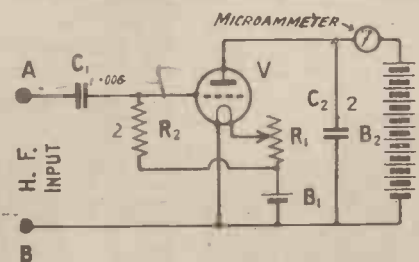 MICROAMMETER
A
C1
.006
V
C2 2
B2
2 R2
R1
H. F. INPUT
B1
B